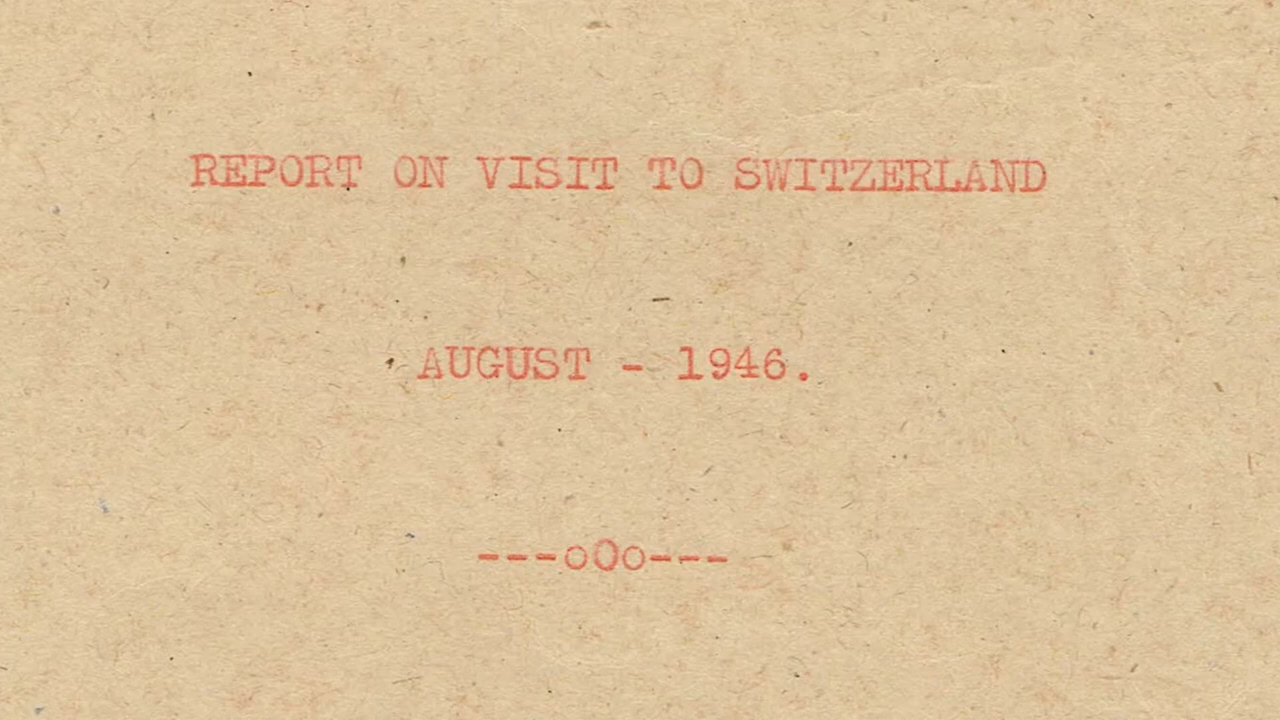 REPORT ON VISIT TO SWITZERLAND
AUGUST - 1946.
---oOo---